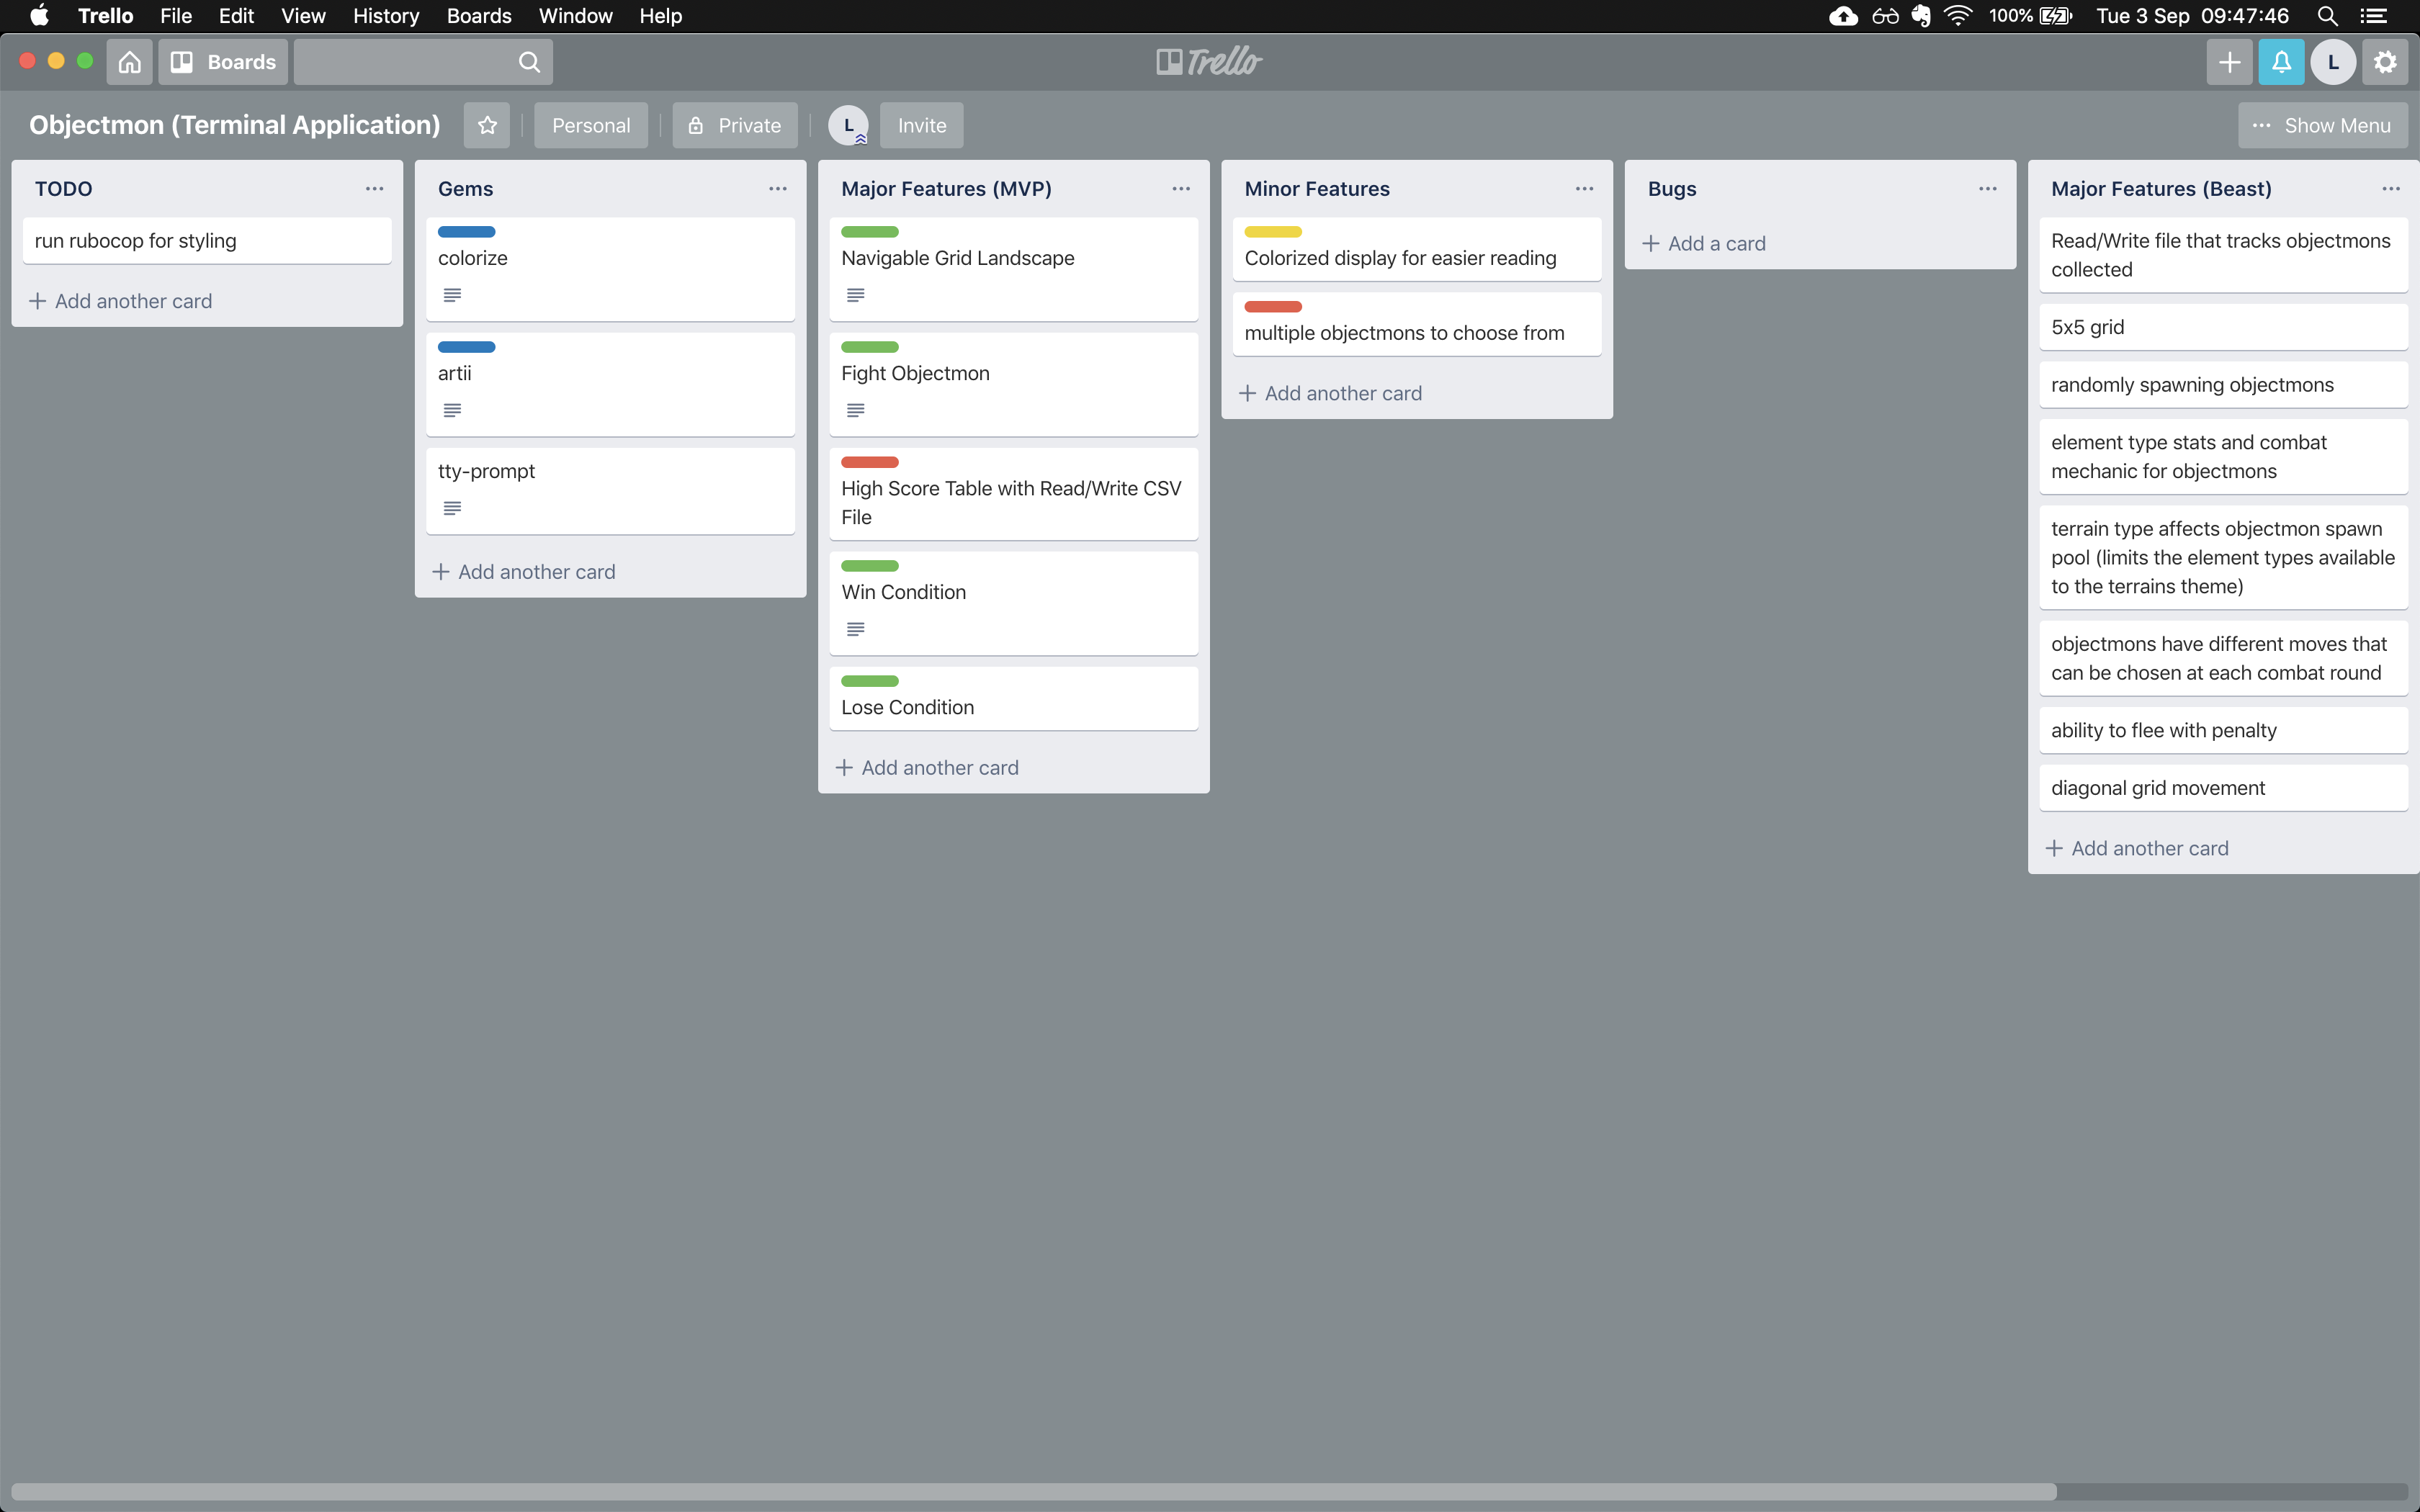 Trello File Edit View History Boards Window Help
100% Tue 3 Sep 09:47:46
Boards
Trello
L
Objectmon (Terminal Application)
Personal
Private
L
Invite
··· Show Menu
TODO
run rubocop for styling
+ Add another card
Gems
colorize
artii
tty-prompt
+ Add another card
Major Features (MVP)
Navigable Grid Landscape
Fight Objectmon
High Score Table with Read/Write CSV
File
Win Condition
Lose Condition
+ Add another card
Minor Features
Colorized display for easier reading
multiple objectmons to choose from
+ Add another card
Bugs
+ Add a card
Major Features (Beast)
Read/Write file that tracks objectmons
collected
5x5 grid
randomly spawning objectmons
element type stats and combat
mechanic for objectmons
terrain type affects objectmon spawn
pool (limits the element types available
to the terrains theme)
objectmons have different moves that
can be chosen at each combat round
ability to flee with penalty
diagonal grid movement
+ Add another card